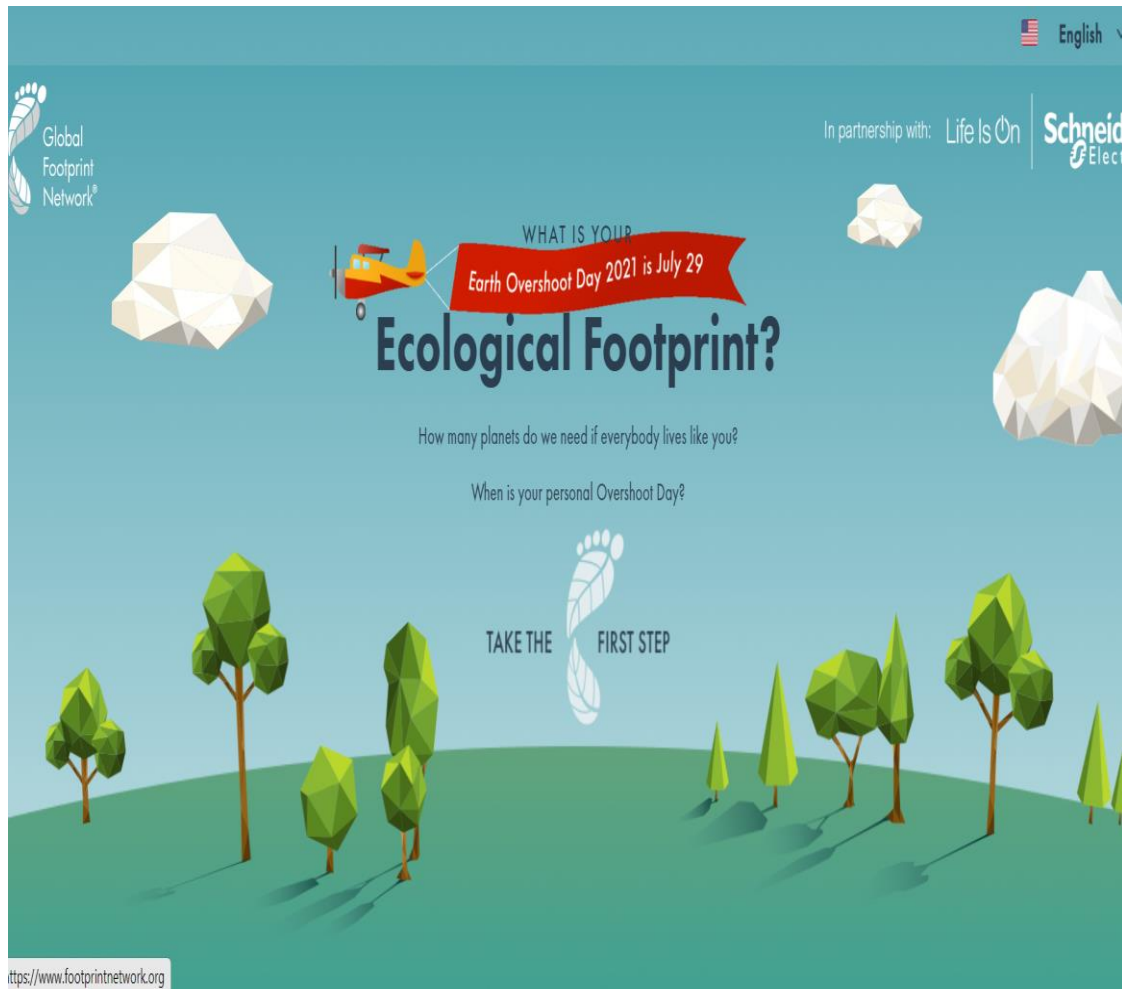 English
Global
Footprint
Network®
In partnership with: Life Is On
Schneid
Elect
WHAT IS YOUR
Earth Overshoot Day 2021 is July 29
Ecological Footprint?
How many planets do we need if everybody lives like you?
When is your personal Overshoot Day?
TAKE THE FIRST STEP
ttps://www.footprintnetwork.org